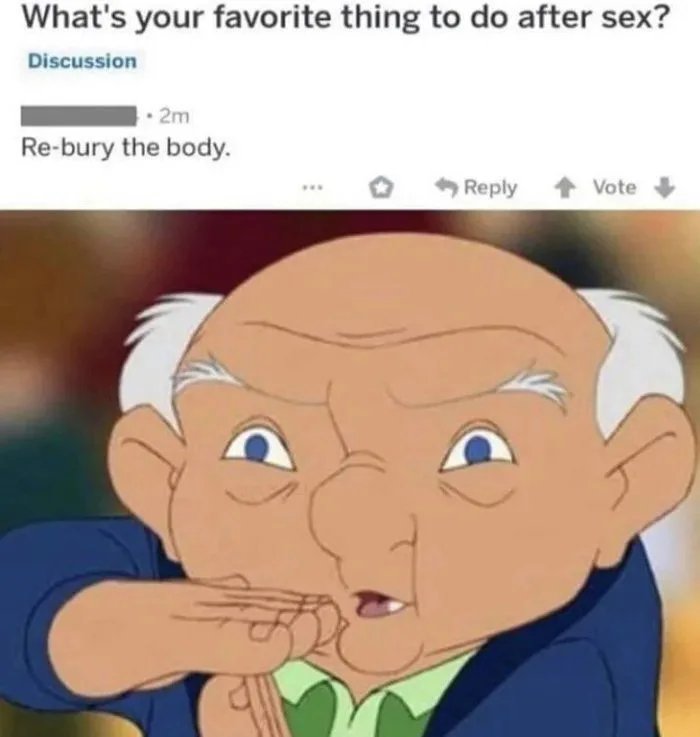 What's your favorite thing to do after sex?
Discussion
• 2m
Re-bury the body.
... Reply Vote